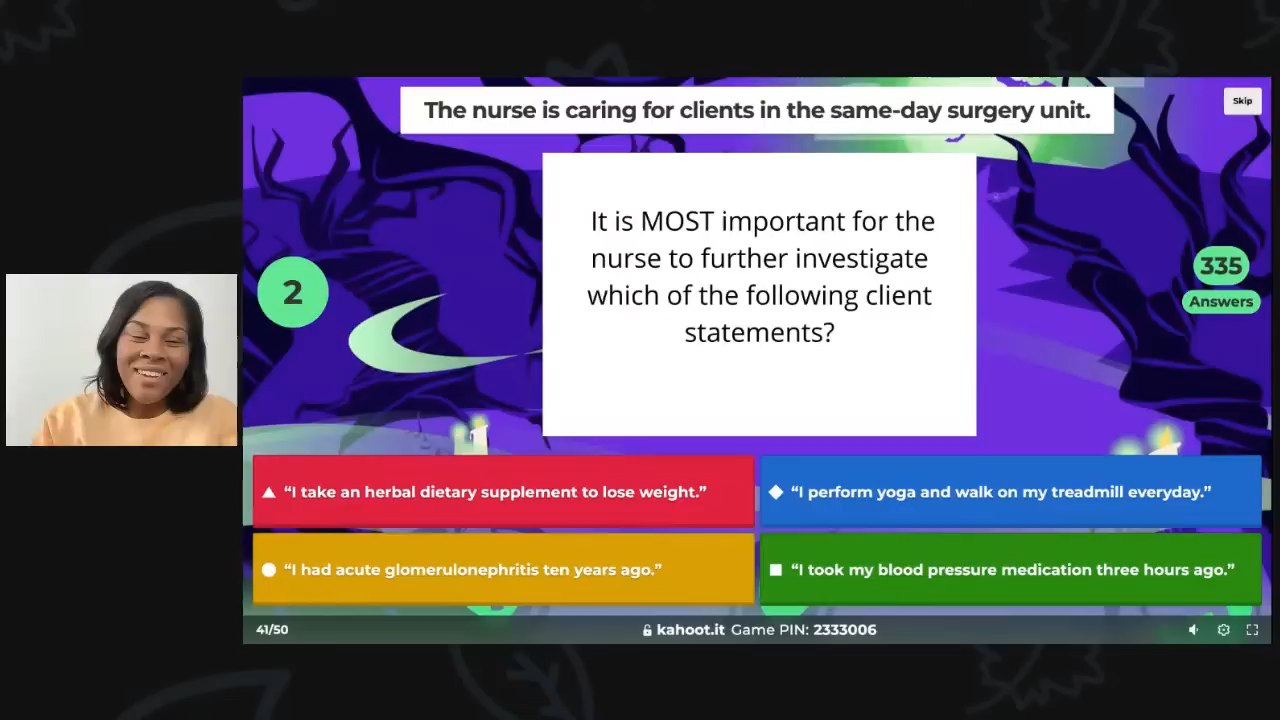 The nurse is caring for clients in the same-day surgery unit.
Skip
It is MOST important for the
nurse to further investigate
which of the following client
statements?
2
335
Answers
“I take an herbal dietary supplement to lose weight.”
“I perform yoga and walk on my treadmill everyday.”
“I had acute glomerulonephritis ten years ago.”
“I took my blood pressure medication three hours ago.”
41/50
kahoot.it Game PIN: 2333006